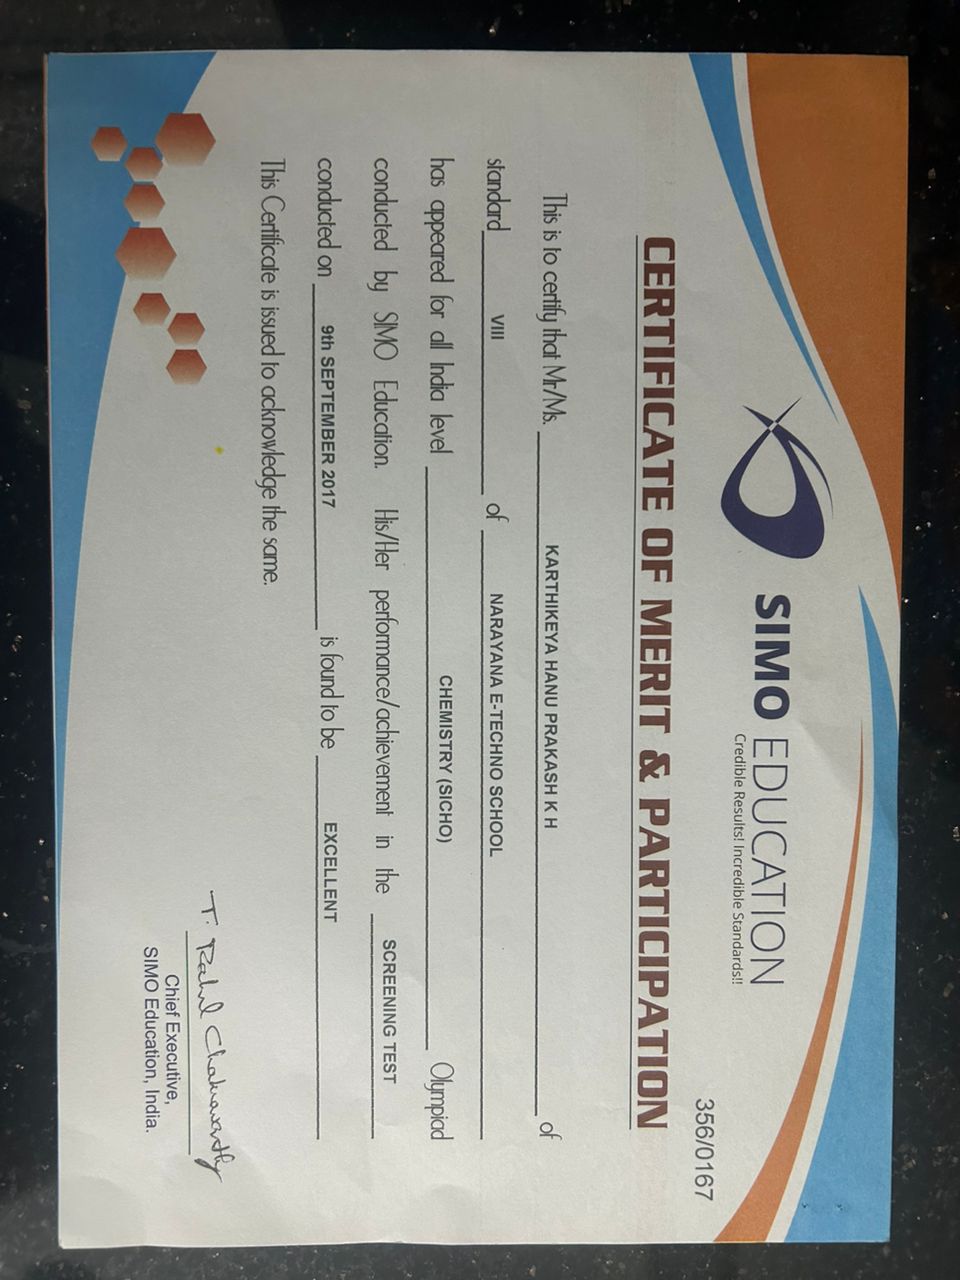 SIMO EDUCATION
Credible Results! Incredible Standards!!
356/0167
CERTIFICATE OF MERIT & PARTICIPATION
This is to certify that Mr/Ms. KARTHIKEYA HANU PRAKASH K H of
standard VIII of NARAYANA E-TECHNO SCHOOL
has appeared for all India level CHEMISTRY (SICHO) Olympiad
conducted by SIMO Education. His/Her performance/achievement in the SCREENING TEST
conducted on 9th SEPTEMBER 2017 is found to be EXCELLENT
This Certificate is issued to acknowledge the same.
T. Rahul Chakravarthy
Chief Executive,
SIMO Education, India.